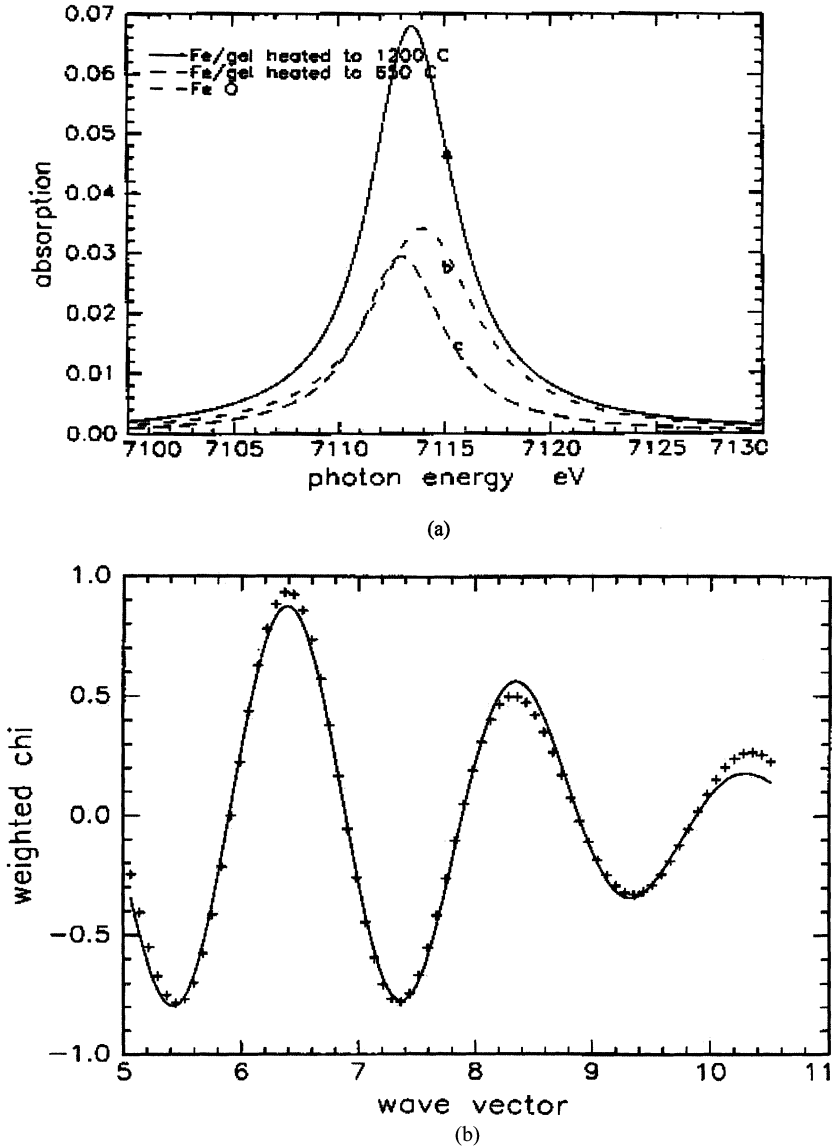 0.07
Fe/gel heated to 1200 C
0.06
Fe/gel heated to 550 C
Fe O
0.05
a
0.04
absorption
0.03
b
0.02
c
0.01
0.00
7100 7105 7110 7115 7120 7125 7130
photon energy eV
(a)
1.0
0.5
weighted chi
0.0
−0.5
−1.0
5 6 7 8 9 10 11
wave vector
(b)